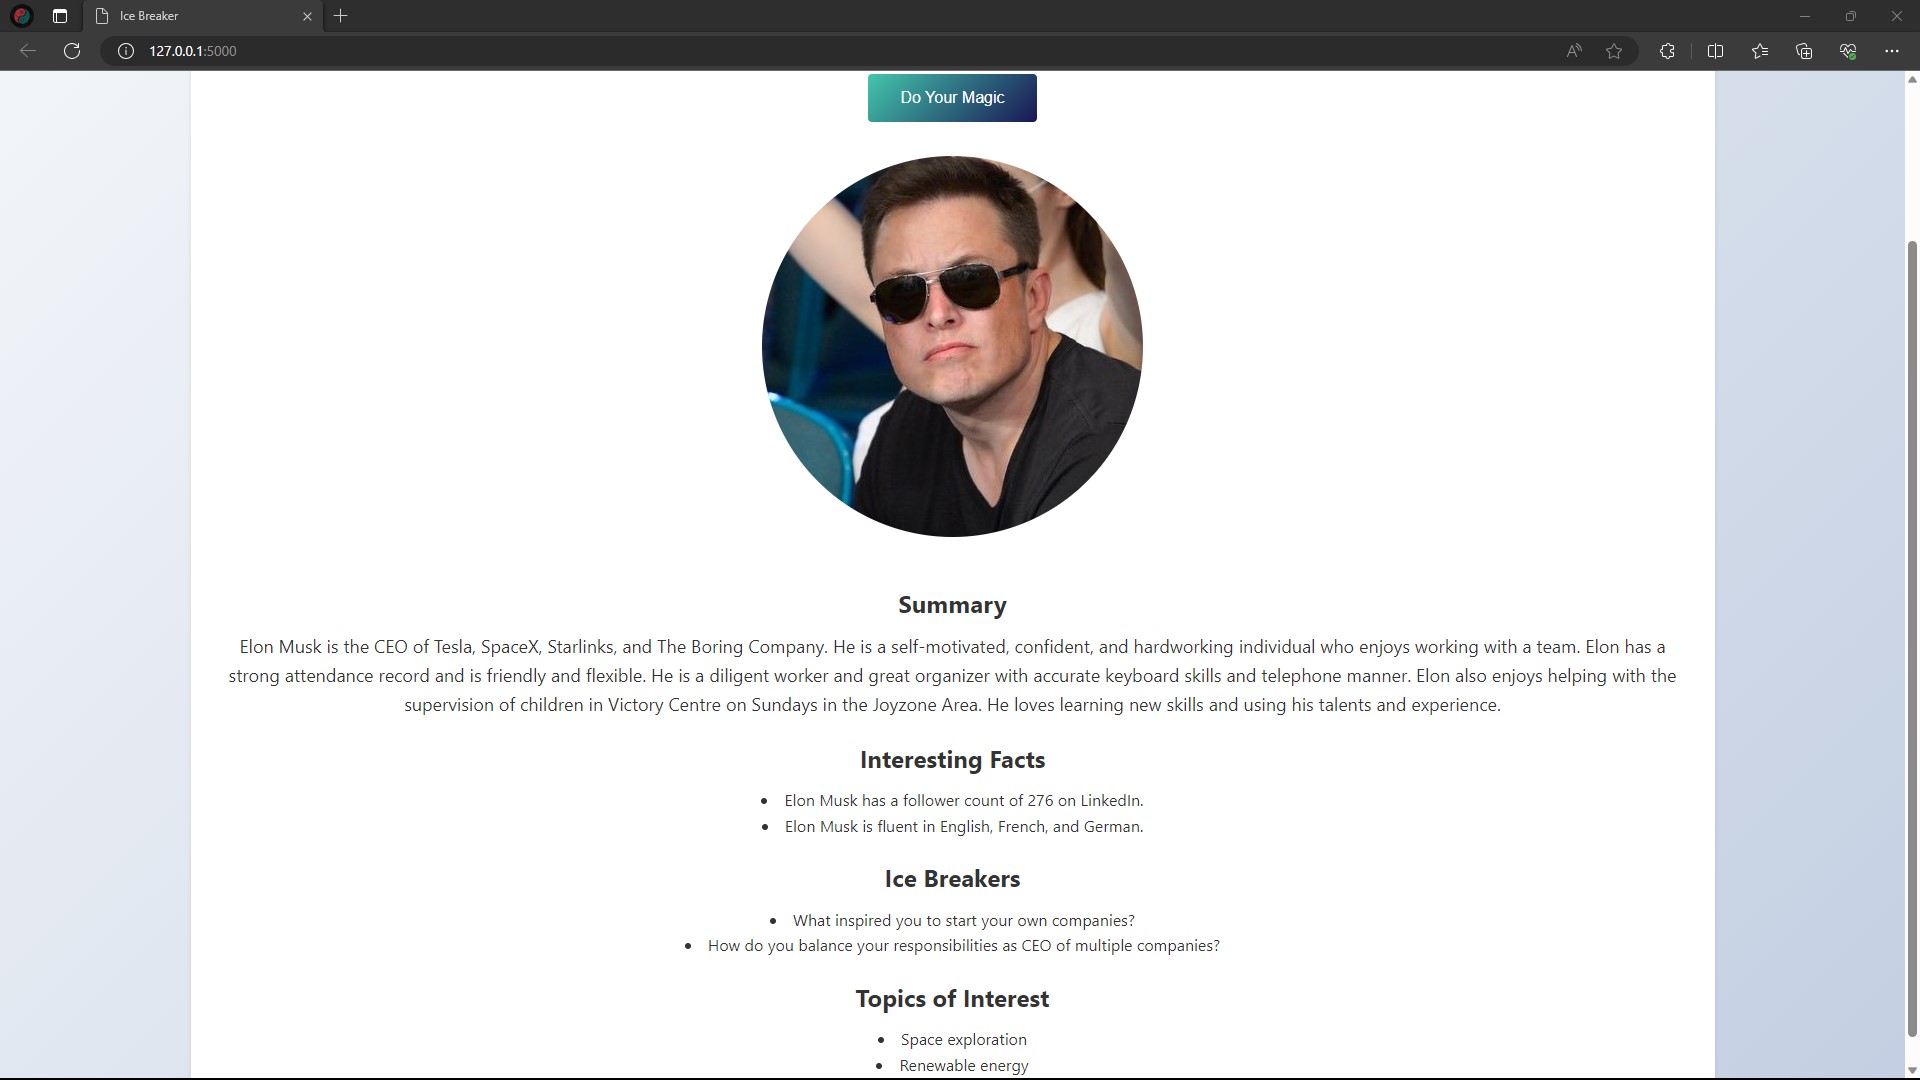 Ice Breaker
127.0.0.1:5000
Do Your Magic
Summary
Elon Musk is the CEO of Tesla, SpaceX, Starlinks, and The Boring Company. He is a self-motivated, confident, and hardworking individual who enjoys working with a team. Elon has a
strong attendance record and is friendly and flexible. He is a diligent worker and great organizer with accurate keyboard skills and telephone manner. Elon also enjoys helping with the
supervision of children in Victory Centre on Sundays in the Joyzone Area. He loves learning new skills and using his talents and experience.
Interesting Facts
• Elon Musk has a follower count of 276 on LinkedIn.
• Elon Musk is fluent in English, French, and German.
Ice Breakers
• What inspired you to start your own companies?
• How do you balance your responsibilities as CEO of multiple companies?
Topics of Interest
• Space exploration
• Renewable energy